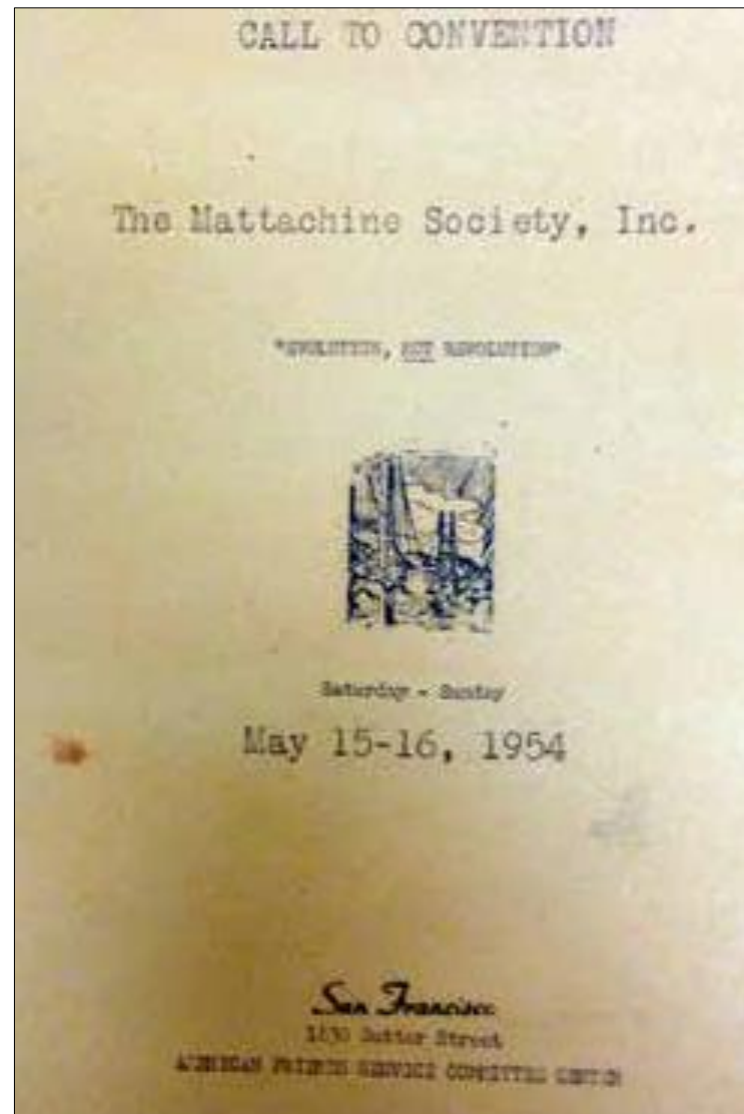 CALL TO CONVENTION
The Mattachine Society, Inc.
"EVOLUTION, NOT REVOLUTION"
Saturday - Sunday
May 15-16, 1954
San Francisco
1830 Sutter Street
AMERICAN FRIENDS SERVICE COMMITTEE CENTER